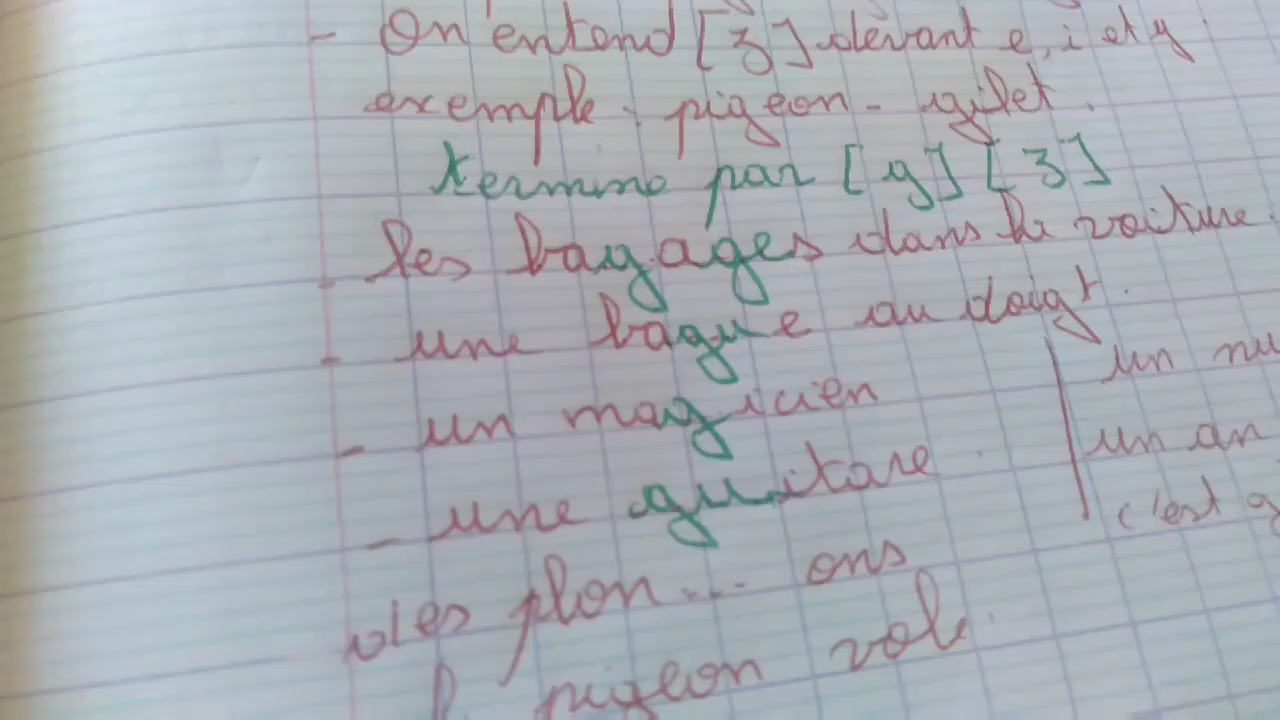 - On entend [ʒ] devant e, i et y.
exemple : pigeon - gilet.
termine par [g] [ʒ]
- les bagages dans la voiture.
- une bague au doigt.
- un magicien
- une guitare.
des plon.... ons
pigeon vole.
un nu
un an
c'est g